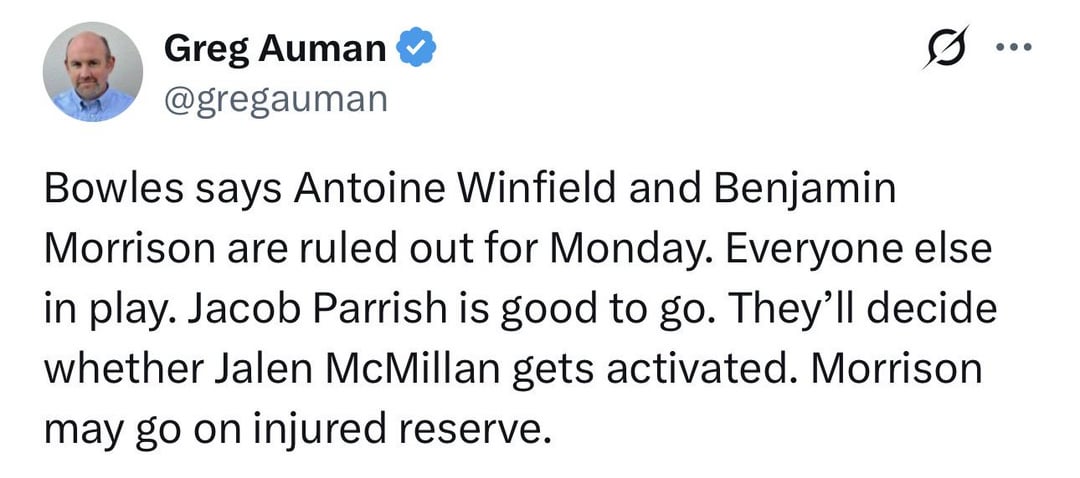 Greg Auman
@gregauman
Bowles says Antoine Winfield and Benjamin
Morrison are ruled out for Monday. Everyone else
in play. Jacob Parrish is good to go. They’ll decide
whether Jalen McMillan gets activated. Morrison
may go on injured reserve.